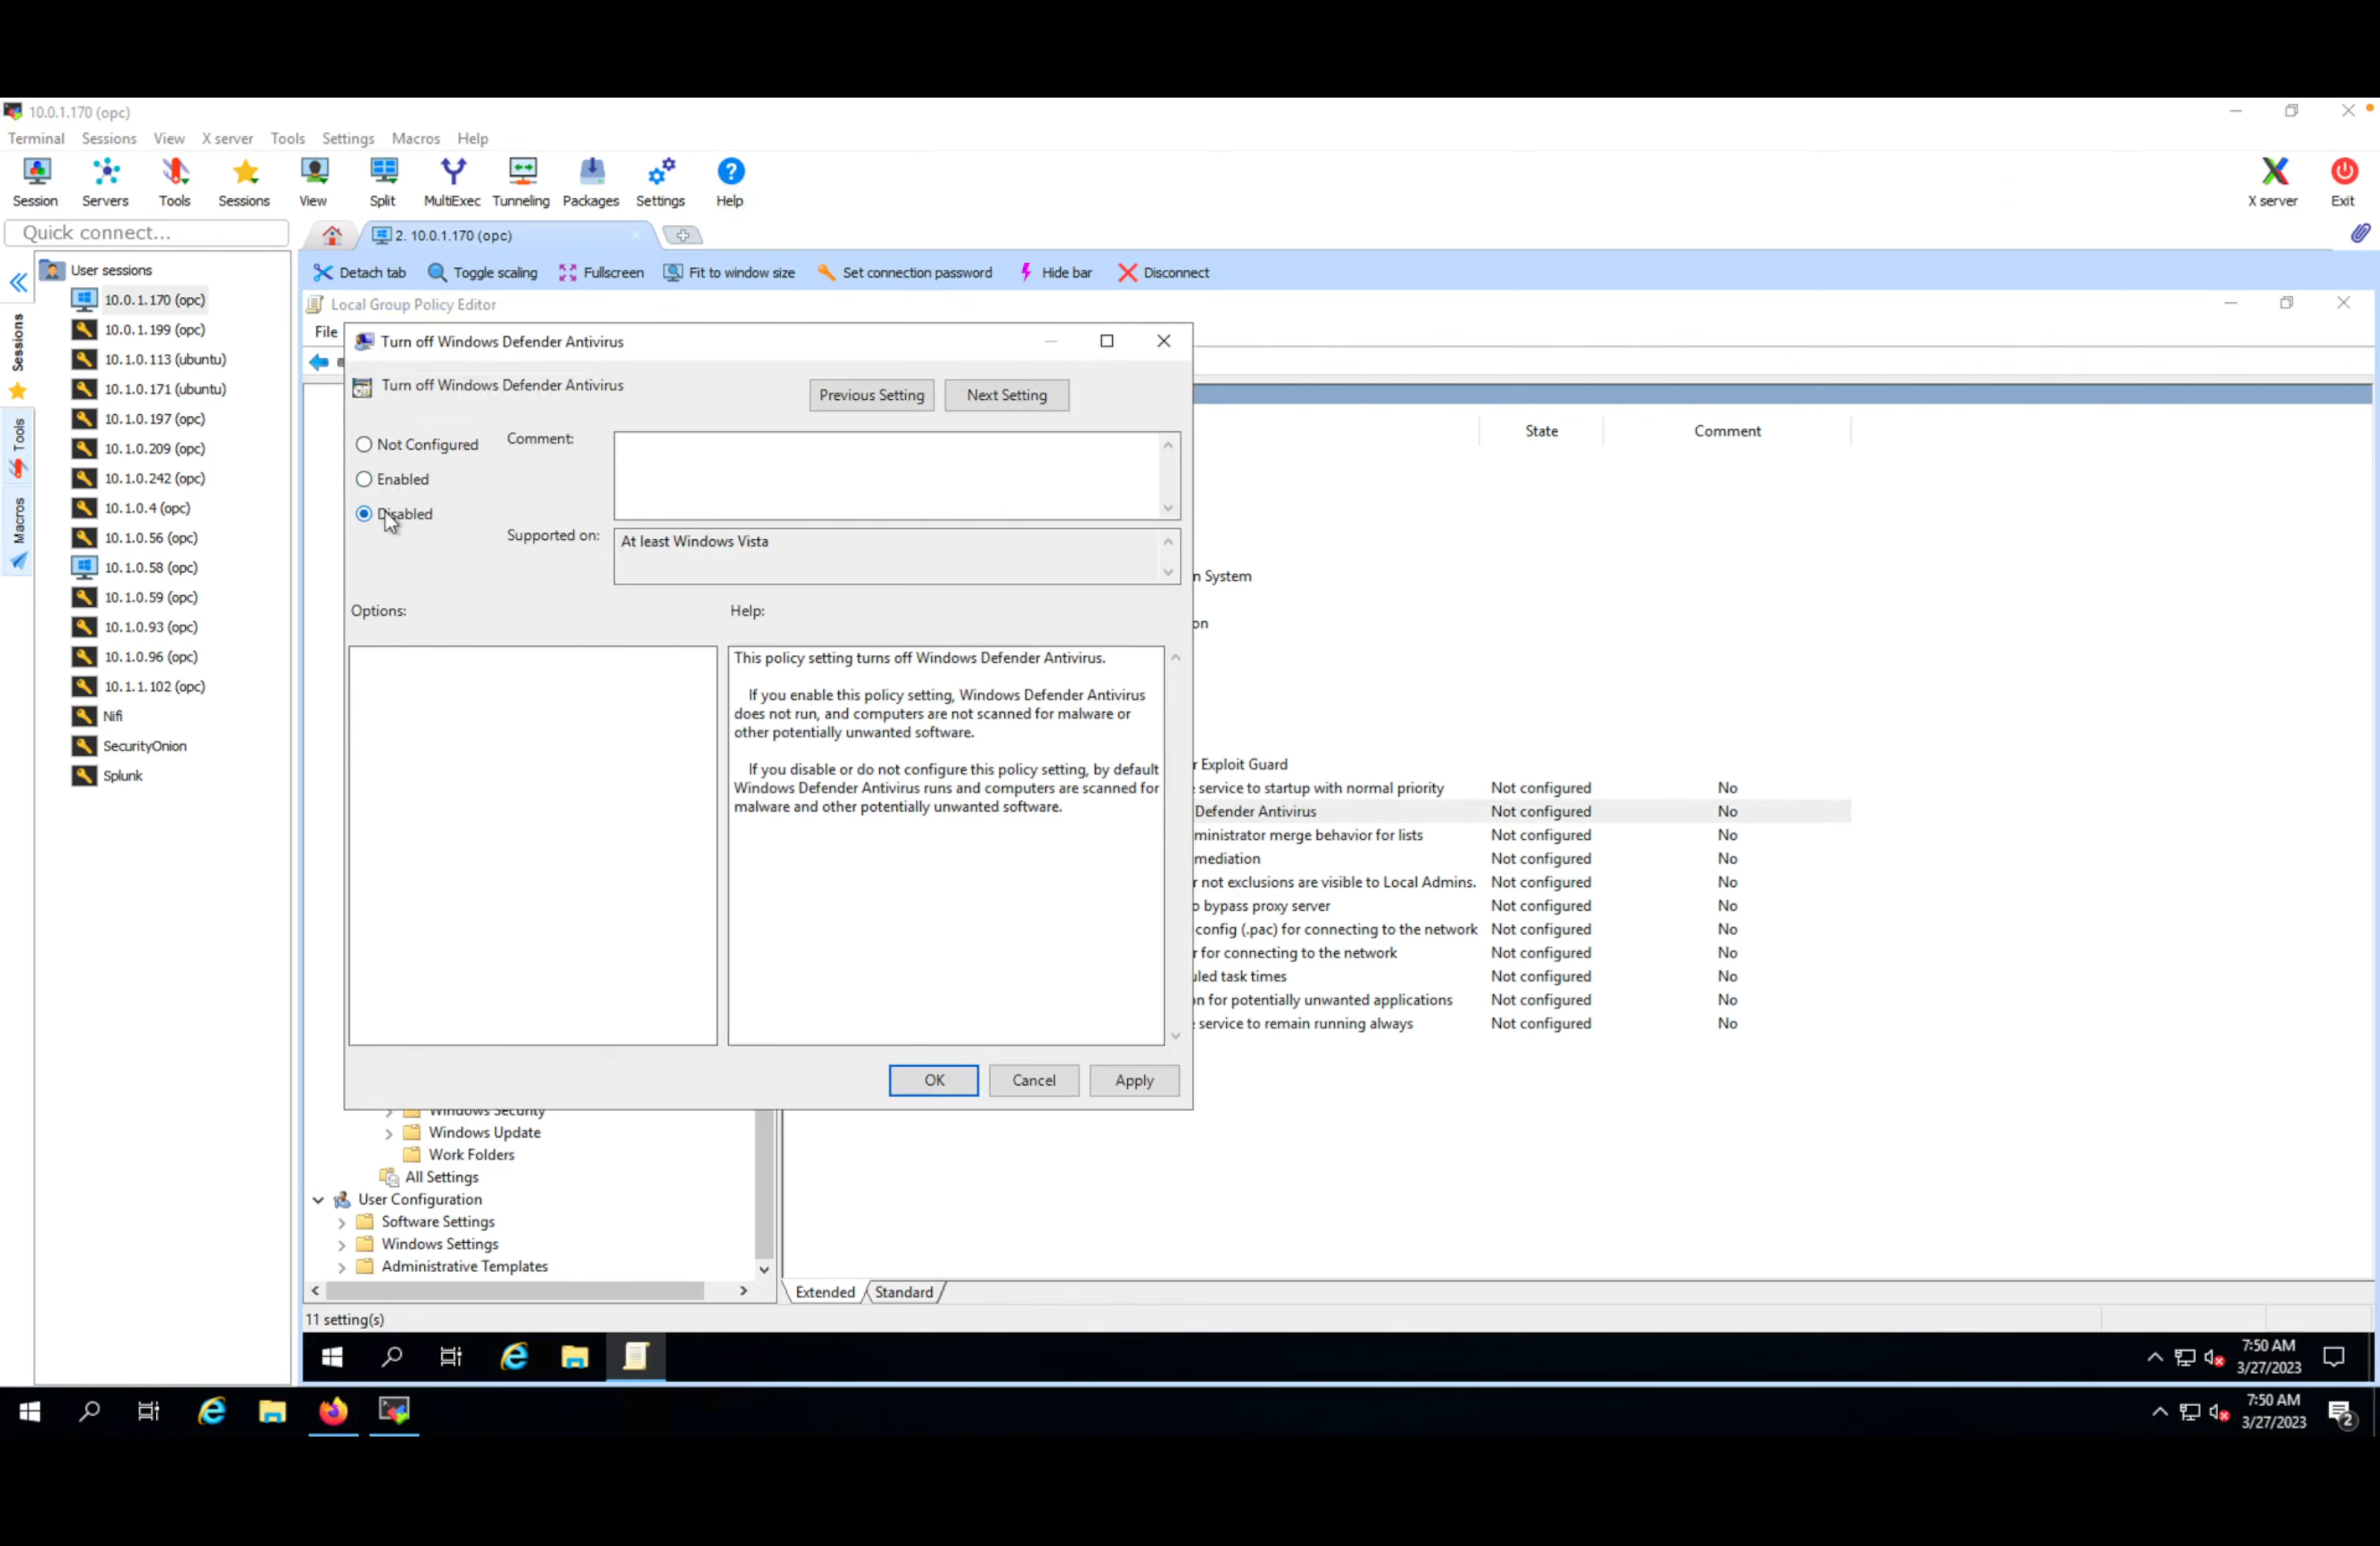 10.0.1.170 (opc)
Terminal Sessions View X server Tools Settings Macros Help
Session Servers Tools Sessions View Split MultiExec Tunneling Packages Settings Help X server Exit
Quick connect...
2. 10.0.1.170 (opc)
Detach tab Toggle scaling Fullscreen Fit to window size Set connection password Hide bar Disconnect
Sessions
Tools
Macros
User sessions
10.0.1.170 (opc)
10.0.1.199 (opc)
10.1.0.113 (ubuntu)
10.1.0.171 (ubuntu)
10.1.0.197 (opc)
10.1.0.209 (opc)
10.1.0.242 (opc)
10.1.0.4 (opc)
10.1.0.56 (opc)
10.1.0.58 (opc)
10.1.0.59 (opc)
10.1.0.93 (opc)
10.1.0.96 (opc)
10.1.1.102 (opc)
Nifi
SecurityOnion
Splunk
Local Group Policy Editor
File
Turn off Windows Defender Antivirus
Turn off Windows Defender Antivirus
Previous Setting Next Setting
Not Configured
Enabled
Disabled
Comment:
Supported on:
At least Windows Vista
Options:
Help:
This policy setting turns off Windows Defender Antivirus.
If you enable this policy setting, Windows Defender Antivirus
does not run, and computers are not scanned for malware or
other potentially unwanted software.
If you disable or do not configure this policy setting, by default
Windows Defender Antivirus runs and computers are scanned for
malware and other potentially unwanted software.
OK Cancel Apply
State Comment
n System
on
r Exploit Guard
service to startup with normal priority Not configured No
Defender Antivirus Not configured No
ministrator merge behavior for lists Not configured No
mediation Not configured No
r not exclusions are visible to Local Admins. Not configured No
o bypass proxy server Not configured No
config (.pac) for connecting to the network Not configured No
r for connecting to the network Not configured No
uled task times Not configured No
on for potentially unwanted applications Not configured No
service to remain running always Not configured No
Windows Security
Windows Update
Work Folders
All Settings
User Configuration
Software Settings
Windows Settings
Administrative Templates
Extended Standard
11 setting(s)
7:50 AM
3/27/2023
7:50 AM
3/27/2023
2